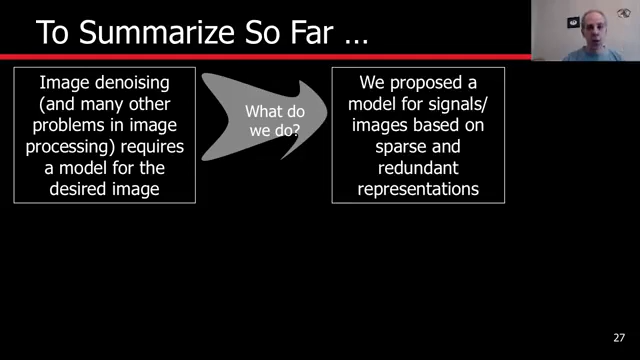 To Summarize So Far ...
Image denoising
(and many other
problems in image
processing) requires
a model for the
desired image
What do
we do?
We proposed a
model for signals/
images based on
sparse and
redundant
representations
27